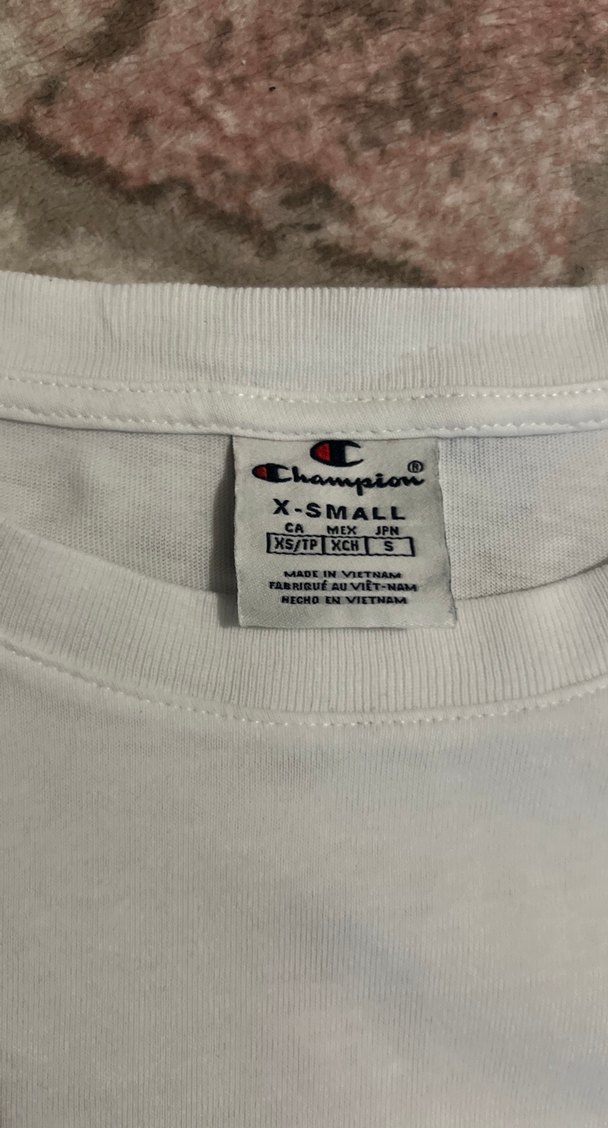 Champion®
X-SMALL
CA MEX JPN
XS/TP XCH S
MADE IN VIETNAM
FABRIQUÉ AU VIÊT-NAM
HECHO EN VIETNAM